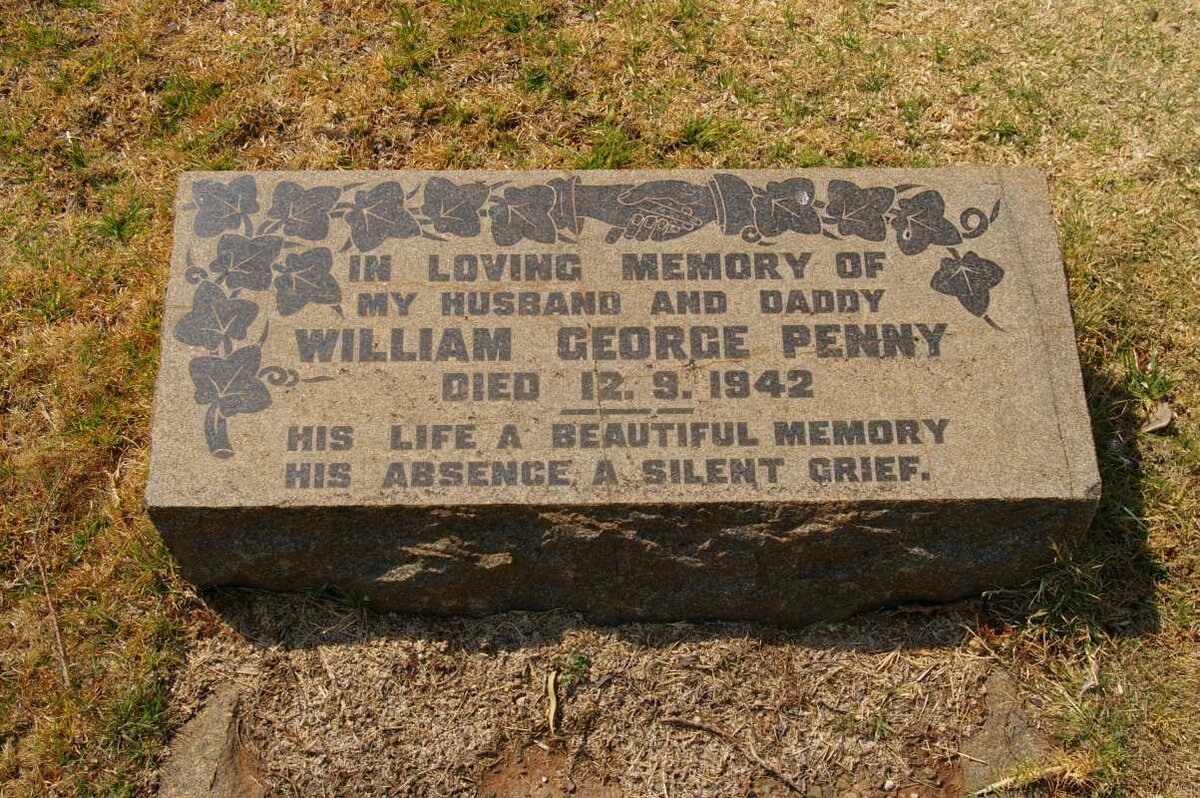 IN LOVING MEMORY OF
MY HUSBAND AND DADDY
WILLIAM GEORGE PENNY
DIED 12. 9. 1942
HIS LIFE A BEAUTIFUL MEMORY
HIS ABSENCE A SILENT GRIEF.